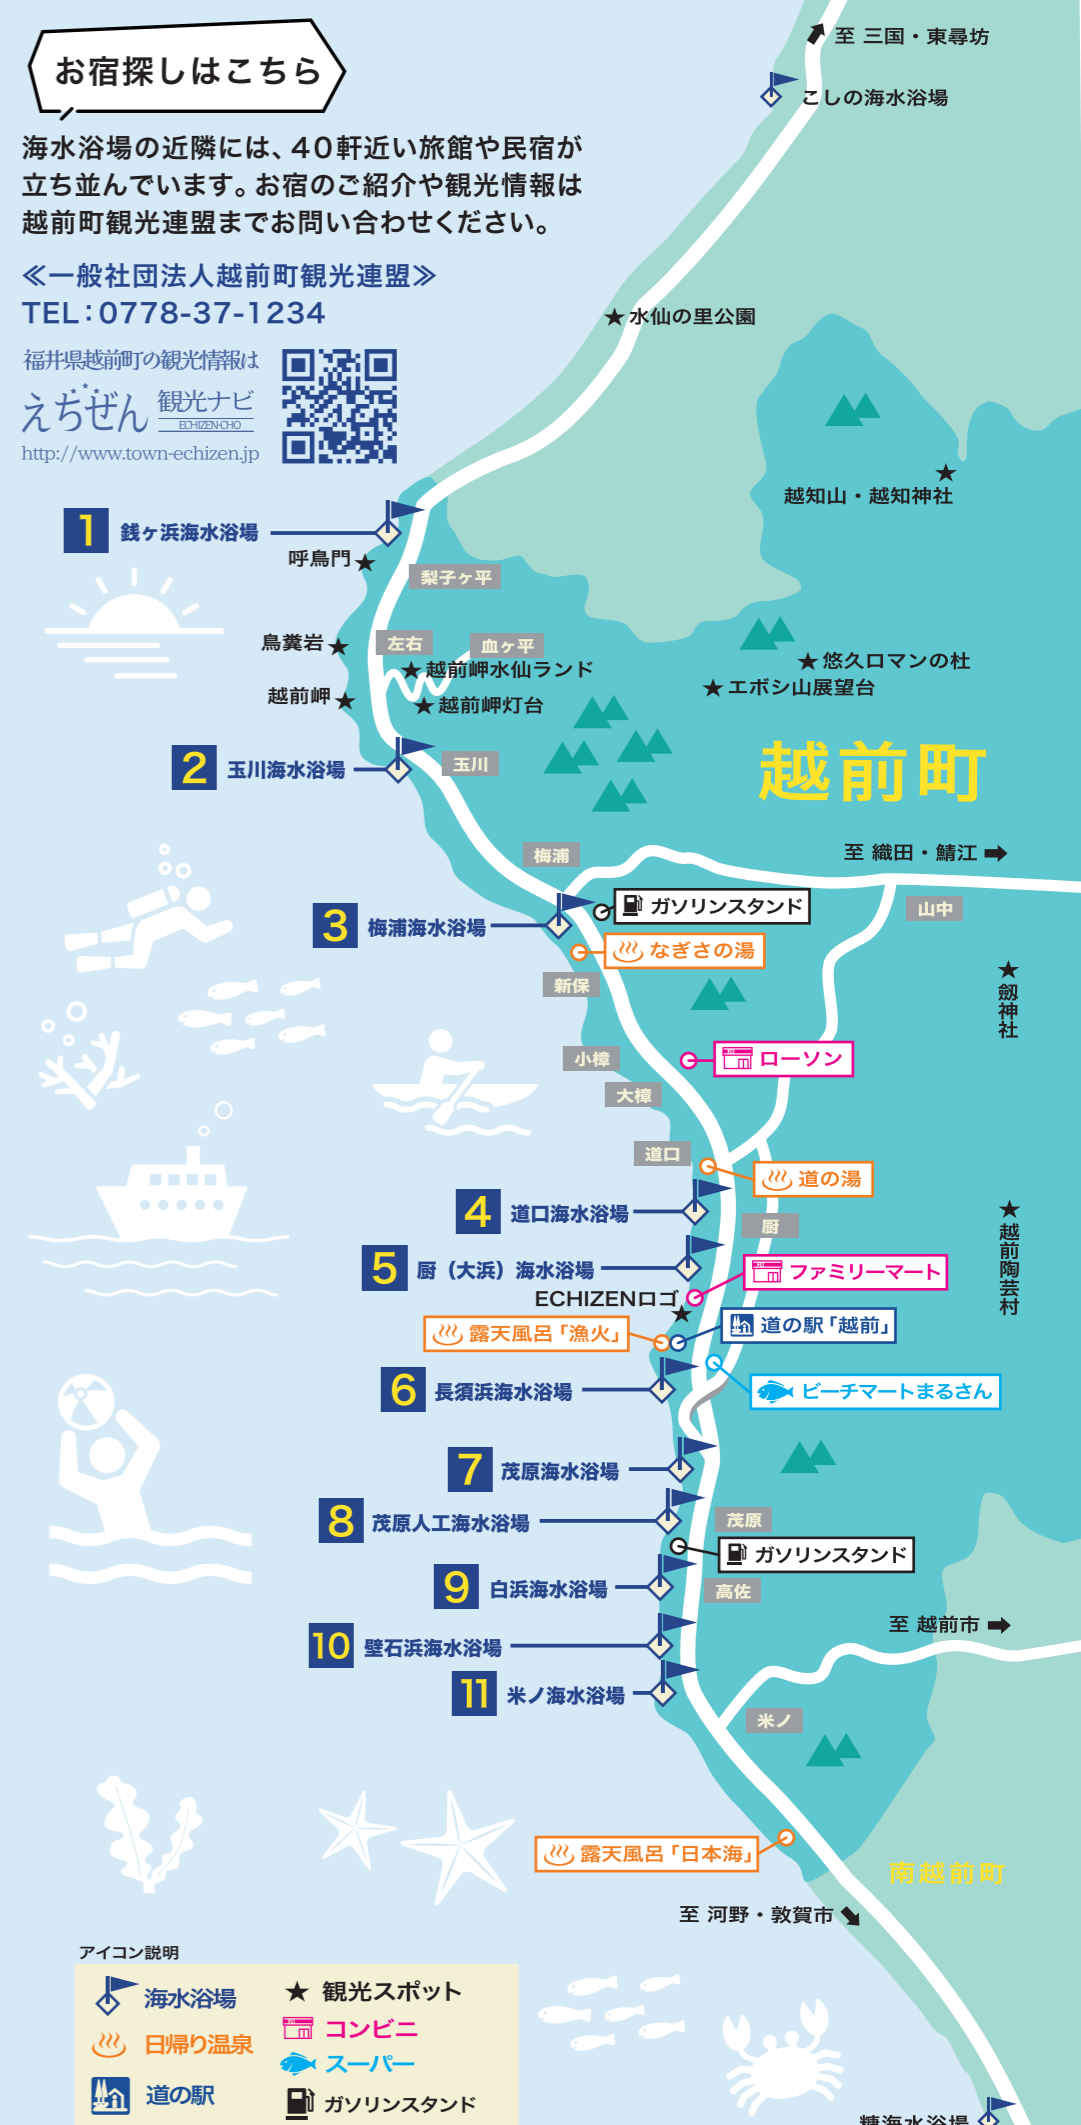 お宿探しはこちら
至 三国・東尋坊
こしの海水浴場
海水浴場の近隣には、40軒近い旅館や民宿が
立ち並んでいます。お宿のご紹介や観光情報は
越前町観光連盟までお問い合わせください。
≪一般社団法人越前町観光連盟≫
TEL：0778-37-1234
福井県越前町の観光情報は
えちぜん 観光ナビ
ECHIZEN-CHO
http://www.town-echizen.jp
水仙の里公園
越知山・越知神社
1 銭ヶ浜海水浴場
呼鳥門
梨子ヶ平
鳥糞岩
左右
血ヶ平
越前岬水仙ランド
越前岬
越前岬灯台
悠久ロマンの杜
エボシ山展望台
2 玉川海水浴場
玉川
越前町
梅浦
至 織田・鯖江
山中
3 梅浦海水浴場
ガソリンスタンド
なぎさの湯
新保
劔神社
小樟
ローソン
大樟
道口
道の湯
4 道口海水浴場
厨
越前陶芸村
5 厨（大浜）海水浴場
ファミリーマート
ECHIZENロゴ
露天風呂「漁火」
道の駅「越前」
6 長須浜海水浴場
ビーチマートまるさん
7 茂原海水浴場
8 茂原人工海水浴場
茂原
ガソリンスタンド
9 白浜海水浴場
高佐
10 壁石浜海水浴場
至 越前市
11 米ノ海水浴場
米ノ
露天風呂「日本海」
南越前町
至 河野・敦賀市
アイコン説明
海水浴場
観光スポット
日帰り温泉
コンビニ
スーパー
道の駅
ガソリンスタンド
糠海水浴場